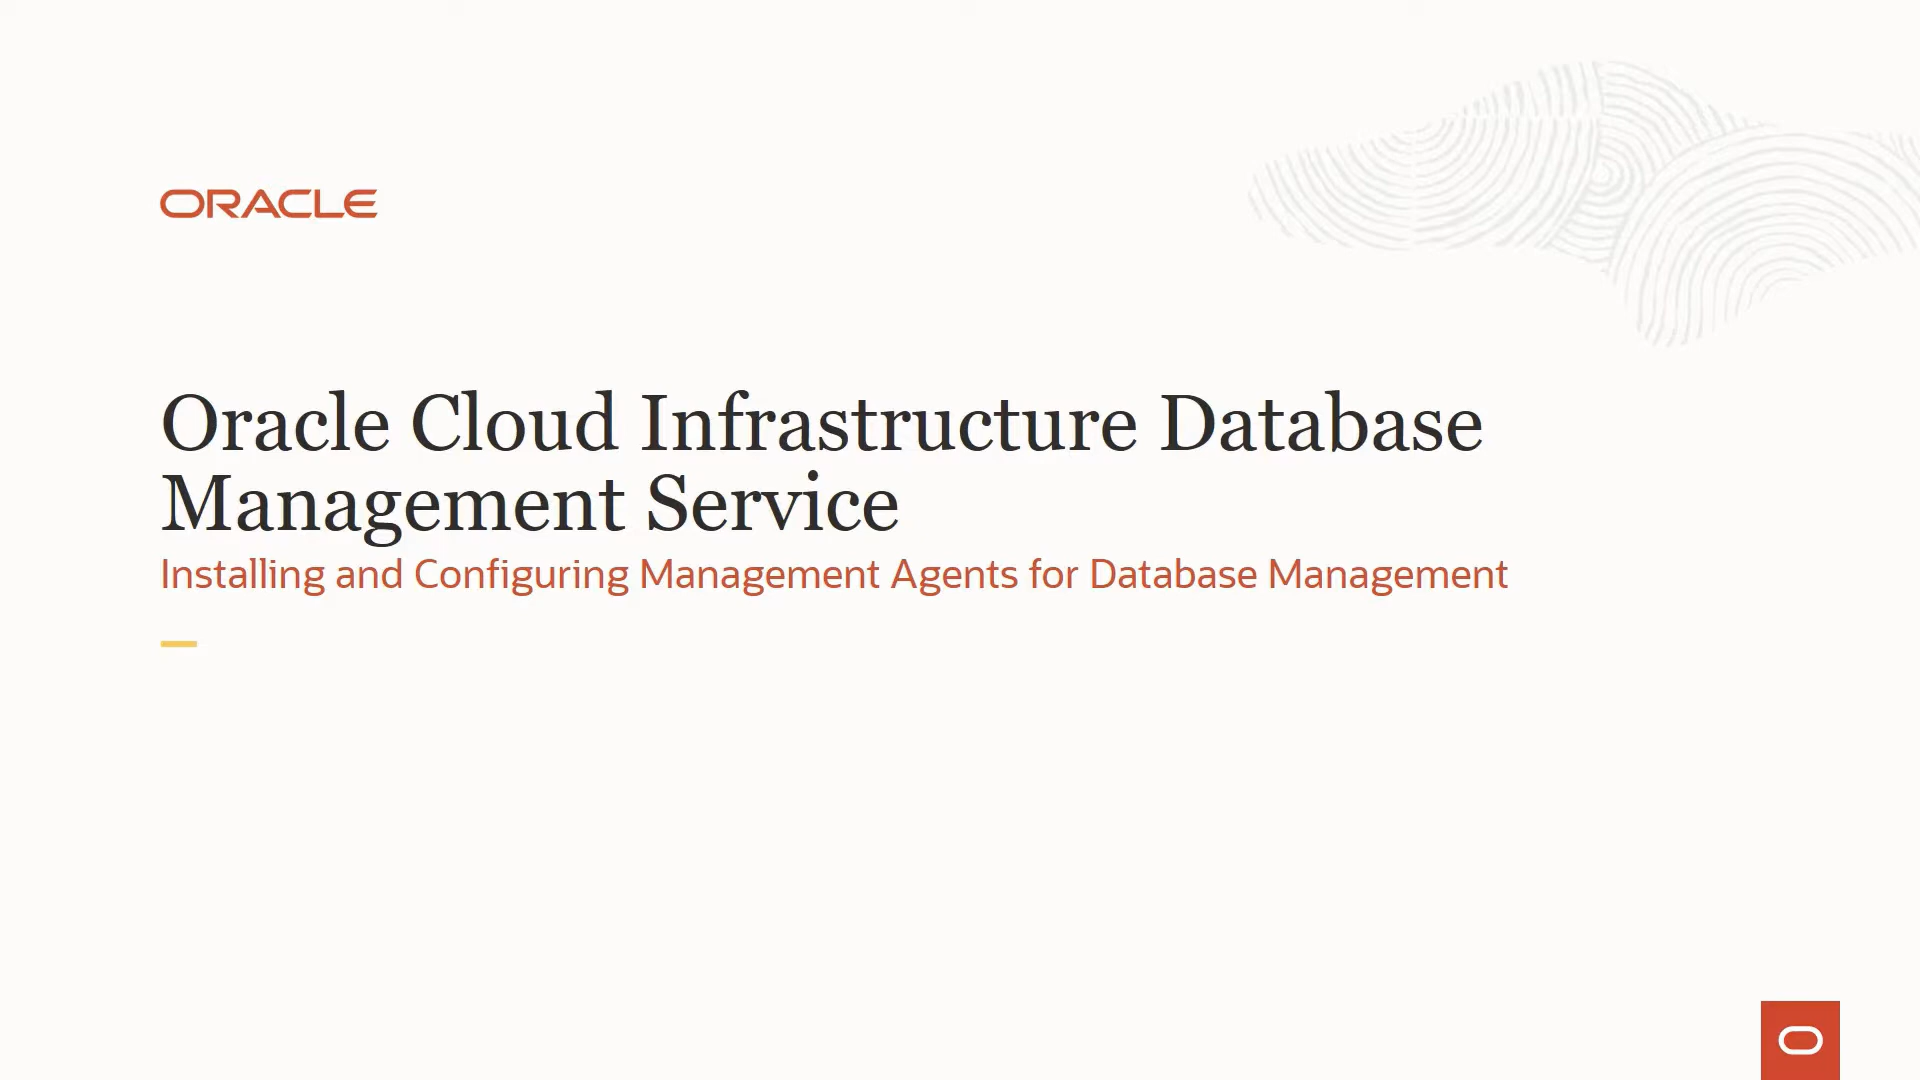 ORACLE
Oracle Cloud Infrastructure Database
Management Service
Installing and Configuring Management Agents for Database Management